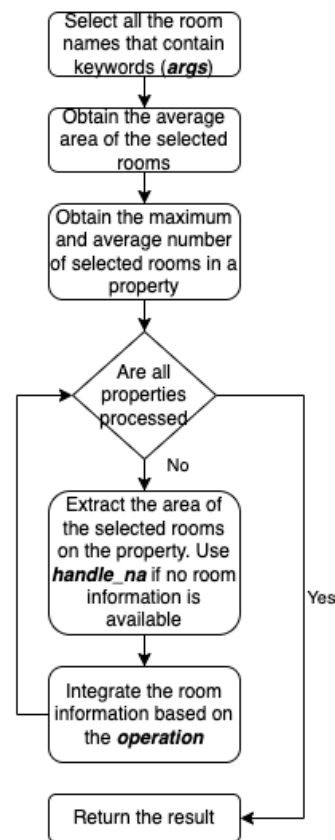 Select all the room
names that contain
keywords (args)
Obtain the average
area of the selected
rooms
Obtain the maximum
and average number
of selected rooms in a
property
Are all
properties
processed
No
Extract the area of
the selected rooms
on the property. Use
handle_na if no room
information is
available
Yes
Integrate the room
information based on
the operation
Return the result